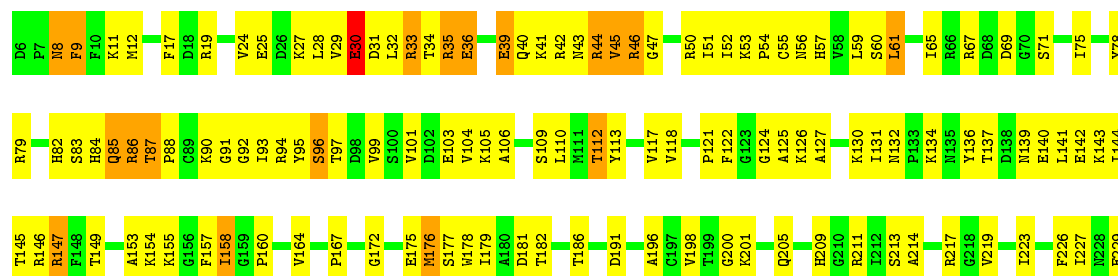 D6 P7 N8 F9 F10 K11 M12 F17 D18 R19 V24 E25 D26 K27 L28 V29 E30 D31 L32 R33 T34 R35 E36 E39 Q40 K41 R42 N43 R44 V45 R46 G47 R50 I51 I52 K53 P54 C55 N56 H57 V58 L59 S60 L61 I65 R66 R67 D68 D69 G70 S71 I75 Y78
R79 H82 S83 H84 Q85 R86 T87 P88 C89 K90 G91 G92 I93 R94 Y95 S96 T97 D98 V99 S100 V101 D102 E103 V104 K105 A106 S109 L110 M111 T112 Y113 V117 V118 P121 F122 G123 G124 A125 K126 A127 K130 I131 N132 P133 K134 N135 Y136 T137 D138 N139 E140 L141 E142 K143
T145 R146 R147 F148 T149 A153 K154 K155 G156 F157 I158 G159 P160 V164 P167 G172 E175 M176 S177 W178 I179 A180 D181 T182 T186 D191 A196 C197 V198 T199 G200 K201 Q205 H209 G210 R211 I212 S213 A214 R217 G218 V219 I223 F226 I227 N228